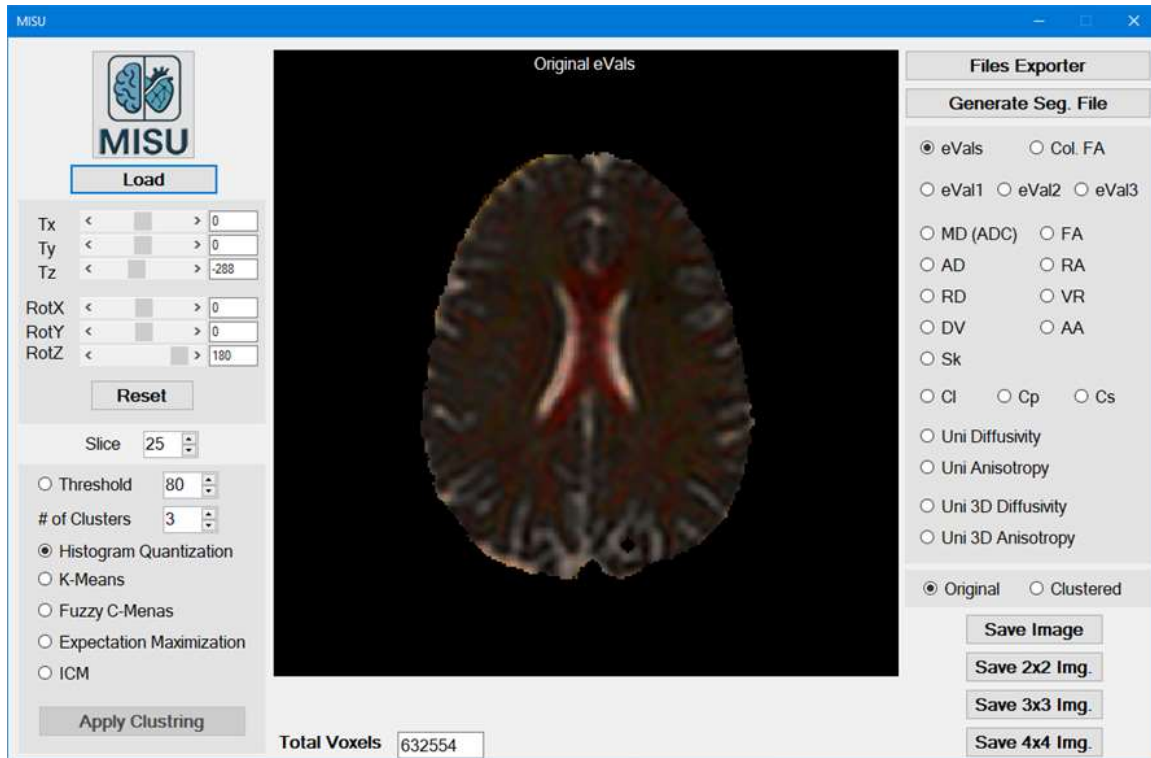 MISU
MISU
Load
Tx < > 0
Ty < > 0
Tz < > -288
RotX < > 0
RotY < > 0
RotZ < > 180
Reset
Slice 25
Threshold 80
# of Clusters 3
Histogram Quantization
K-Means
Fuzzy C-Menas
Expectation Maximization
ICM
Apply Clustring
Original eVals
Total Voxels 632554
Files Exporter
Generate Seg. File
eVals Col. FA
eVal1 eVal2 eVal3
MD (ADC) FA
AD RA
RD VR
DV AA
Sk
Cl Cp Cs
Uni Diffusivity
Uni Anisotropy
Uni 3D Diffusivity
Uni 3D Anisotropy
Original Clustered
Save Image
Save 2x2 Img.
Save 3x3 Img.
Save 4x4 Img.